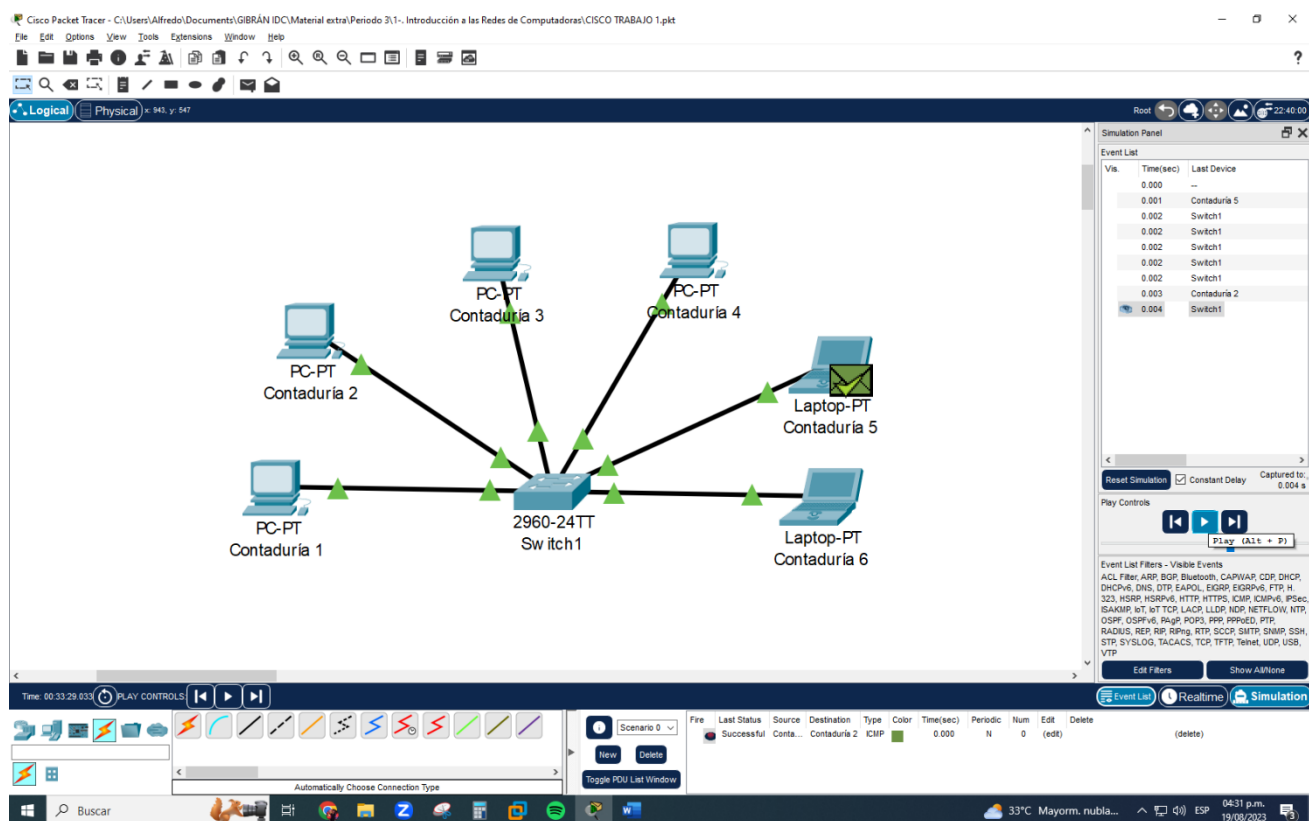 Cisco Packet Tracer - C:\Users\Alfredo\Documents\GIBRÁN IDC\Material extra\Periodo 3\1-. Introducción a las Redes de Computadoras\CISCO TRABAJO 1.pkt
File Edit Options View Tools Extensions Window Help
?
Logical Physical x: 943, y: 547 Root 22:40:00
Simulation Panel
Event List
Vis. Time(sec) Last Device
0.000 --
0.001 Contaduría 5
0.002 Switch1
0.002 Switch1
0.002 Switch1
0.002 Switch1
0.002 Switch1
0.003 Contaduria 2
0.004 Switch1
PC-PT
Contaduría 3
PC-PT
Contaduría 4
PC-PT
Contaduría 2
Laptop-PT
Contaduría 5
PC-PT
Contaduría 1
2960-24TT
Switch1
Laptop-PT
Contaduría 6
Reset Simulation Constant Delay Captured to:
0.004 s
Play Controls
Play (Alt + P)
Event List Filters - Visible Events
ACL Filter, ARP, BGP, Bluetooth, CAPWAP, CDP, DHCP,
DHCPv6, DNS, DTP, EAPOL, EIGRP, EIGRPv6, FTP, H.
323, HSRP, HSRPv6, HTTP, HTTPS, ICMP, ICMPv6, IPSec,
ISAKMP, IoT, IoT TCP, LACP, LLDP, NDP, NETFLOW, NTP,
OSPF, OSPFv6, PAgP, POP3, PPP, PPPoED, PTP,
RADIUS, REP, RIP, RIPng, RTP, SCCP, SMTP, SNMP, SSH,
STP, SYSLOG, TACACS, TCP, TFTP, Telnet, UDP, USB,
VTP
Edit Filters Show All/None
Time: 00:33:29.033 PLAY CONTROLS: Event List Realtime Simulation
Scenario 0
New Delete
Toggle PDU List Window
Fire Last Status Source Destination Type Color Time(sec) Periodic Num Edit Delete
Successful Conta... Contaduría 2 ICMP 0.000 N 0 (edit) (delete)
Automatically Choose Connection Type
Buscar 33°C Mayorm. nubla... ESP 04:31 p.m.
19/08/2023